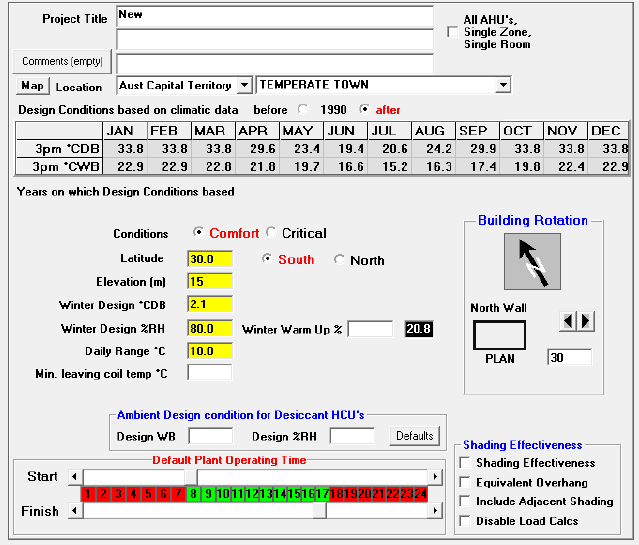 Project Title New
All AHU's,
Single Zone,
Single Room
Comments (empty)
Map Location Aust Capital Territory TEMPERATE TOWN
Design Conditions based on climatic data before 1990 after
JAN FEB MAR APR MAY JUN JUL AUG SEP OCT NOV DEC
3pm *CDB 33.8 33.8 33.8 29.6 23.4 19.4 20.6 24.2 29.9 33.8 33.8 33.8
3pm *CWB 22.9 22.9 22.8 21.8 19.7 16.6 15.2 16.3 17.4 19.8 22.4 22.9
Years on which Design Conditions based
Conditions Comfort Critical
Latitude 30.0 South North
Elevation (m) 15
Winter Design *CDB 2.1
Winter Design %RH 80.0 Winter Warm Up % 20.8
Daily Range *C 10.0
Min. leaving coil temp *C
Building Rotation
N
North Wall
PLAN 30
Ambient Design condition for Desiccant HCU's
Design WB Design %RH Defaults
Default Plant Operating Time
Start
1 2 3 4 5 6 7 8 9 10 11 12 13 14 15 16 17 18 19 20 21 22 23 24
Finish
Shading Effectiveness
Shading Effectiveness
Equivalent Overhang
Include Adjacent Shading
Disable Load Calcs